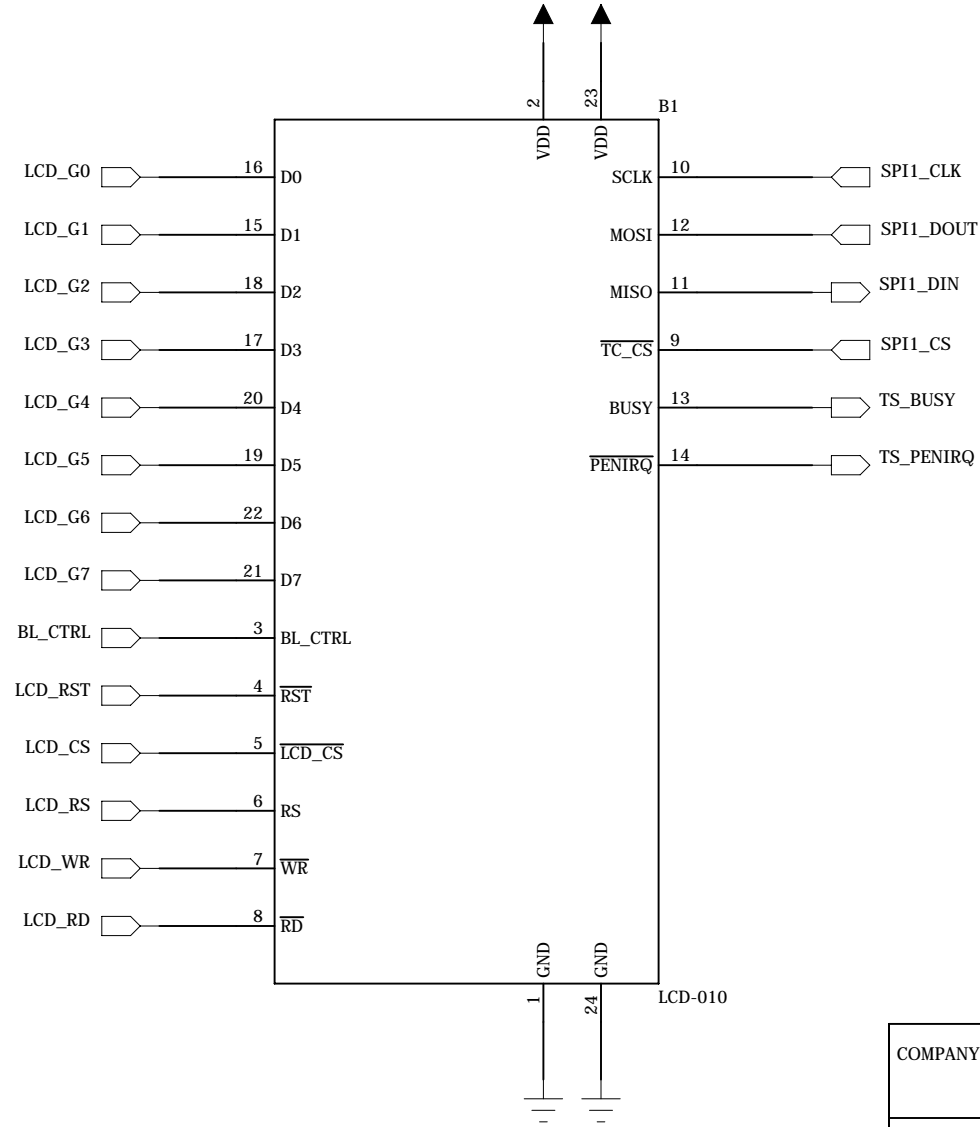 2 23 B1
VDD VDD
LCD_G0 16 D0 SCLK 10 SPI1_CLK
LCD_G1 15 D1 MOSI 12 SPI1_DOUT
LCD_G2 18 D2 MISO 11 SPI1_DIN
LCD_G3 17 D3 TC_CS 9 SPI1_CS
LCD_G4 20 D4 BUSY 13 TS_BUSY
LCD_G5 19 D5 PENIRQ 14 TS_PENIRQ
LCD_G6 22 D6
LCD_G7 21 D7
BL_CTRL 3 BL_CTRL
LCD_RST 4 RST
LCD_CS 5 LCD_CS
LCD_RS 6 RS
LCD_WR 7 WR
LCD_RD 8 RD
GND GND
1 24 LCD-010
COMPANY